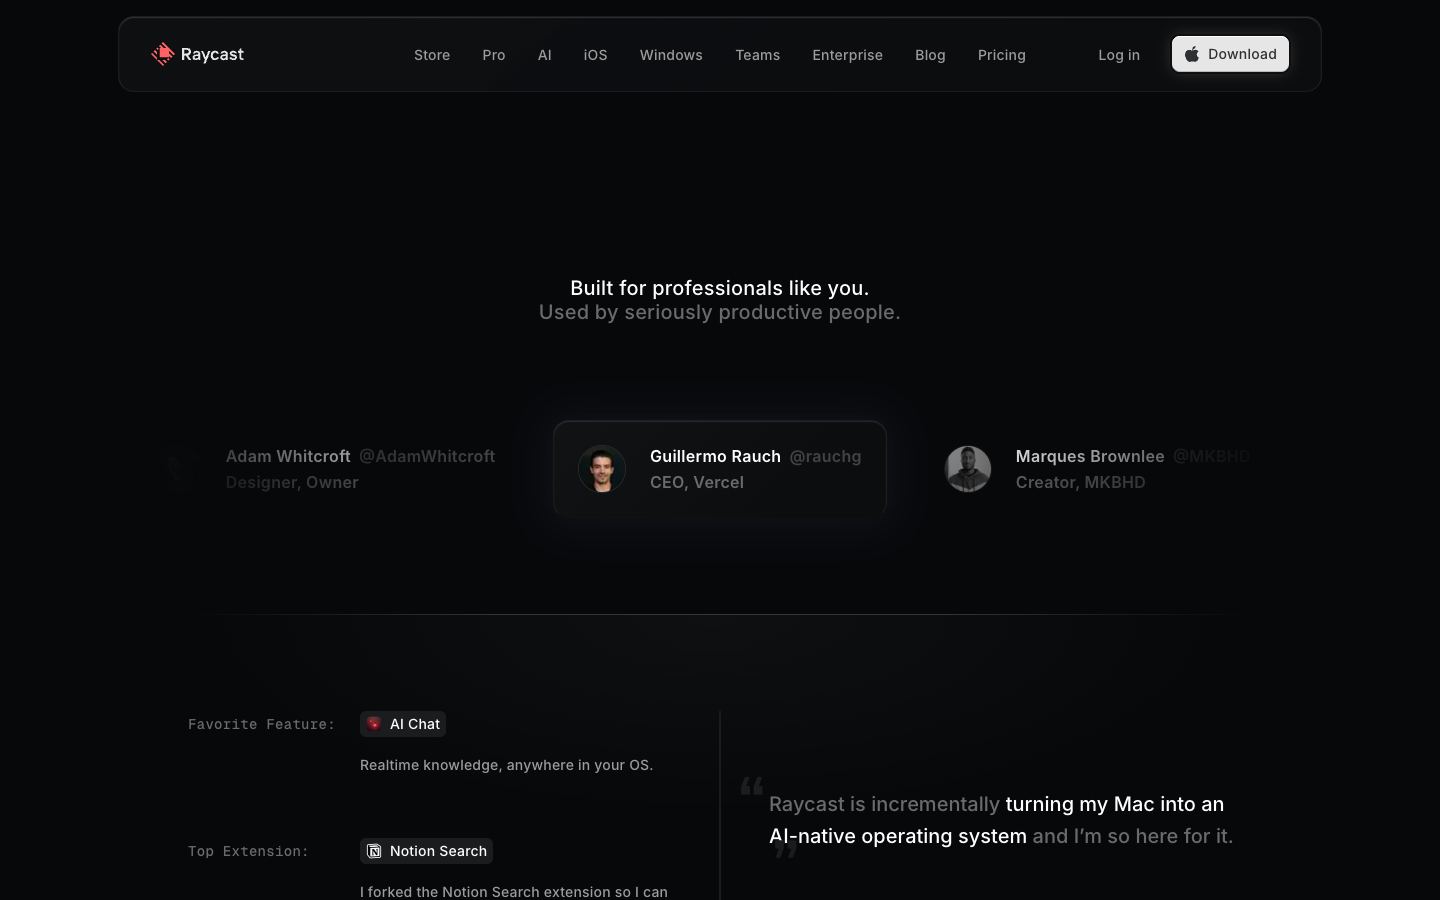 Raycast
Store Pro AI iOS Windows Teams Enterprise Blog Pricing Log in Download
Built for professionals like you.
Used by seriously productive people.
Adam Whitcroft @AdamWhitcroft
Designer, Owner
Guillermo Rauch @rauchg
CEO, Vercel
Marques Brownlee @MKBHD
Creator, MKBHD
Favorite Feature: AI Chat
Realtime knowledge, anywhere in your OS.
Top Extension: Notion Search
I forked the Notion Search extension so I can
“Raycast is incrementally turning my Mac into an
AI-native operating system and I’m so here for it.”